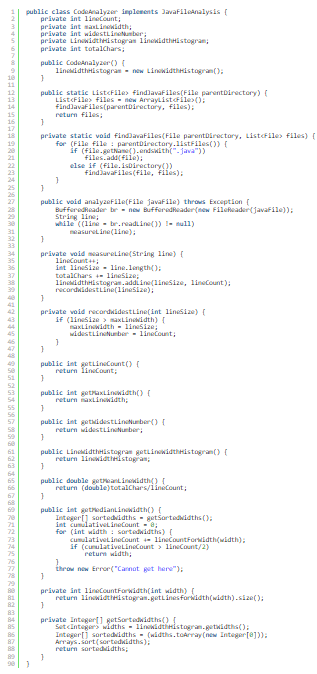 1 public class CodeAnalyzer implements JavaFileAnalysis {
2 private int lineCount;
3 private int maxLineWidth;
4 private int widestLineNumber;
5 private LineWidthHistogram lineWidthHistogram;
6 private int totalChars;
7
8 public CodeAnalyzer() {
9 lineWidthHistogram = new LineWidthHistogram();
10 }
11
12 public static List<File> findJavaFiles(File parentDirectory) {
13 List<File> files = new ArrayList<File>();
14 findJavaFiles(parentDirectory, files);
15 return files;
16 }
17
18 private static void findJavaFiles(File parentDirectory, List<File> files) {
19 for (File file : parentDirectory.listFiles()) {
20 if (file.getName().endsWith(".java"))
21 files.add(file);
22 else if (file.isDirectory())
23 findJavaFiles(file, files);
24 }
25 }
26
27 public void analyzeFile(File javaFile) throws Exception {
28 BufferedReader br = new BufferedReader(new FileReader(javaFile));
29 String line;
30 while ((line = br.readLine()) != null)
31 measureLine(line);
32 }
33
34 private void measureLine(String line) {
35 lineCount++;
36 int lineSize = line.length();
37 totalChars += lineSize;
38 lineWidthHistogram.addLine(lineSize, lineCount);
39 recordWidestLine(lineSize);
40 }
41
42 private void recordWidestLine(int lineSize) {
43 if (lineSize > maxLineWidth) {
44 maxLineWidth = lineSize;
45 widestLineNumber = lineCount;
46 }
47 }
48
49 public int getLineCount() {
50 return lineCount;
51 }
52
53 public int getMaxLineWidth() {
54 return maxLineWidth;
55 }
56
57 public int getWidestLineNumber() {
58 return widestLineNumber;
59 }
60
61 public LineWidthHistogram getLineWidthHistogram() {
62 return lineWidthHistogram;
63 }
64
65 public double getMeanLineWidth() {
66 return (double)totalChars/lineCount;
67 }
68
69 public int getMedianLineWidth() {
70 Integer[] sortedWidths = getSortedWidths();
71 int cumulativeLineCount = 0;
72 for (int width : sortedWidths) {
73 cumulativeLineCount += lineCountForWidth(width);
74 if (cumulativeLineCount > lineCount/2)
75 return width;
76 }
77 throw new Error("Cannot get here");
78 }
79
80 private int lineCountForWidth(int width) {
81 return lineWidthHistogram.getLinesforWidth(width).size();
82 }
83
84 private Integer[] getSortedWidths() {
85 Set<Integer> widths = lineWidthHistogram.getWidths();
86 Integer[] sortedWidths = (widths.toArray(new Integer[0]));
87 Arrays.sort(sortedWidths);
88 return sortedWidths;
89 }
90 }